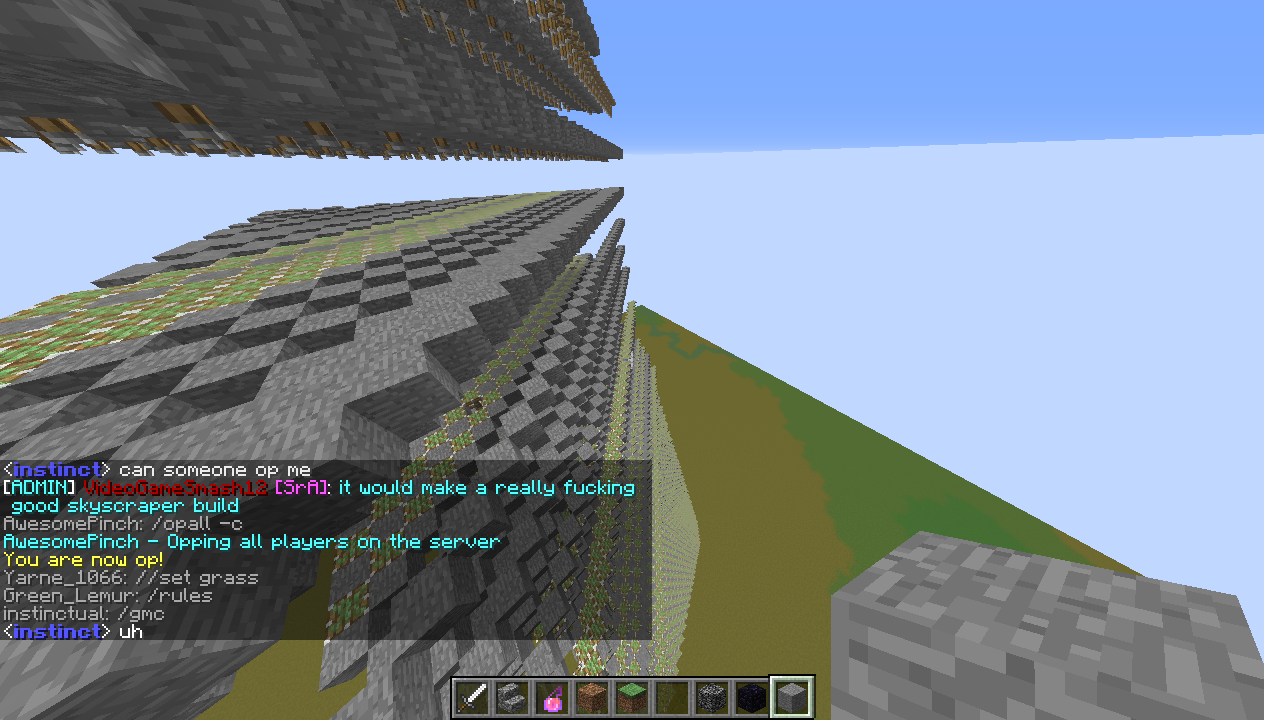 <instinct> can someone op me
[ADMIN] VideoGameSmash12 [SrA]: it would make a really fucking
good skyscraper build
AwesomePinch: /opall -c
AwesomePinch - Opping all players on the server
You are now op!
Yarne_1066: //set grass
Green_Lemur: /rules
instinctual: /gmc
<instinct> uh